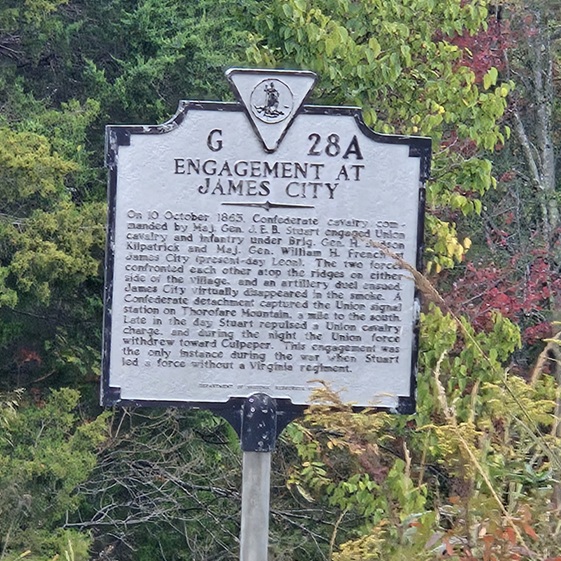 G 28A
ENGAGEMENT AT
JAMES CITY
On 10 October 1863, Confederate cavalry com-
manded by Maj. Gen. J. E. B. Stuart engaged Union
cavalry and infantry under Brig. Gen. H. Judson
Kilpatrick and Maj. Gen. William H. French at
James City (present-day Leon). The two forces
confronted each other atop the ridges on either
side of the village, and an artillery duel ensued.
James City virtually disappeared in the smoke. A
Confederate detachment captured the Union signal
station on Thorofare Mountain, a mile to the south.
Late in the day Stuart repulsed a Union cavalry
charge, and during the night the Union force
withdrew toward Culpeper. This engagement was
the only instance during the war when Stuart
led a force without a Virginia regiment.
DEPARTMENT OF HISTORIC RESOURCES